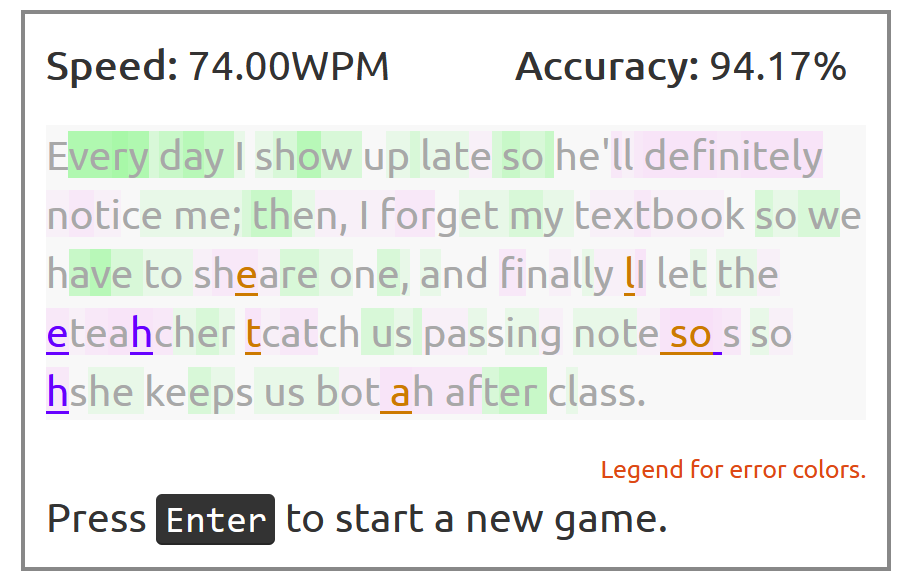 Speed: 74.00WPM Accuracy: 94.17%
Every day I show up late so he'll definitely
notice me; then, I forget my textbook so we
have to sheare one, and finally lI let the
eteahcher tcatch us passing note so s so
hshe keeps us bot ah after class.
Legend for error colors.
Press Enter to start a new game.